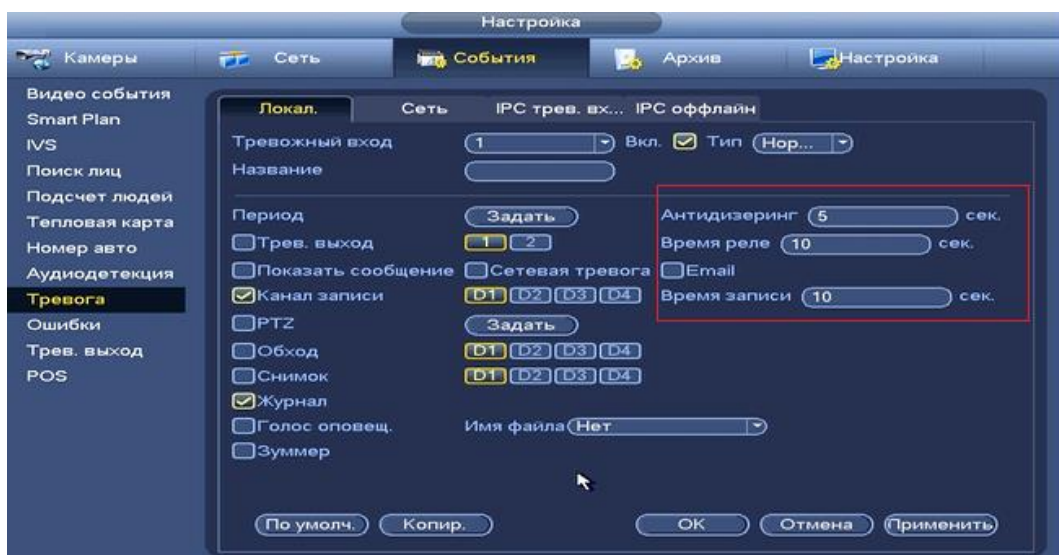 Настройка
Камеры Сеть События Архив Настройка
Видео события
Smart Plan
IVS
Поиск лиц
Подсчет людей
Тепловая карта
Номер авто
Аудиодетекция
Тревога
Ошибки
Трев. выход
POS
Локал. Сеть IPC трев. вх... IPC оффлайн
Тревожный вход 1 Вкл. Тип Нор...
Название
Период Задать Антидизеринг 5 сек.
Трев. выход 1 2 Время реле 10 сек.
Показать сообщение Сетевая тревога Email
Канал записи D1 D2 D3 D4 Время записи 10 сек.
PTZ Задать
Обход D1 D2 D3 D4
Снимок D1 D2 D3 D4
Журнал
Голос оповещ. Имя файла Нет
Зуммер
По умолч. Копир. OK Отмена Применить